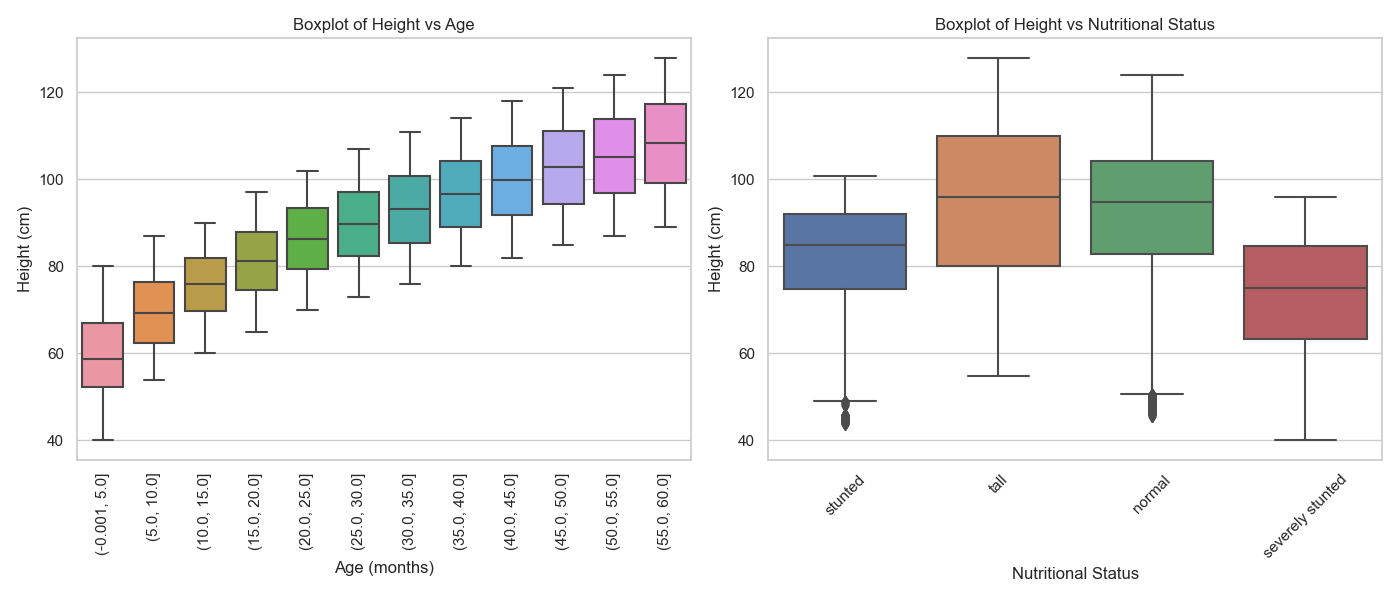 Boxplot of Height vs Age
Height (cm)
120
100
80
60
40
(-0.001, 5.0]
(5.0, 10.0]
(10.0, 15.0]
(15.0, 20.0]
(20.0, 25.0]
(25.0, 30.0]
(30.0, 35.0]
(35.0, 40.0]
(40.0, 45.0]
(45.0, 50.0]
(50.0, 55.0]
(55.0, 60.0]
Age (months)
Boxplot of Height vs Nutritional Status
Height (cm)
120
100
80
60
40
stunted
tall
normal
severely stunted
Nutritional Status